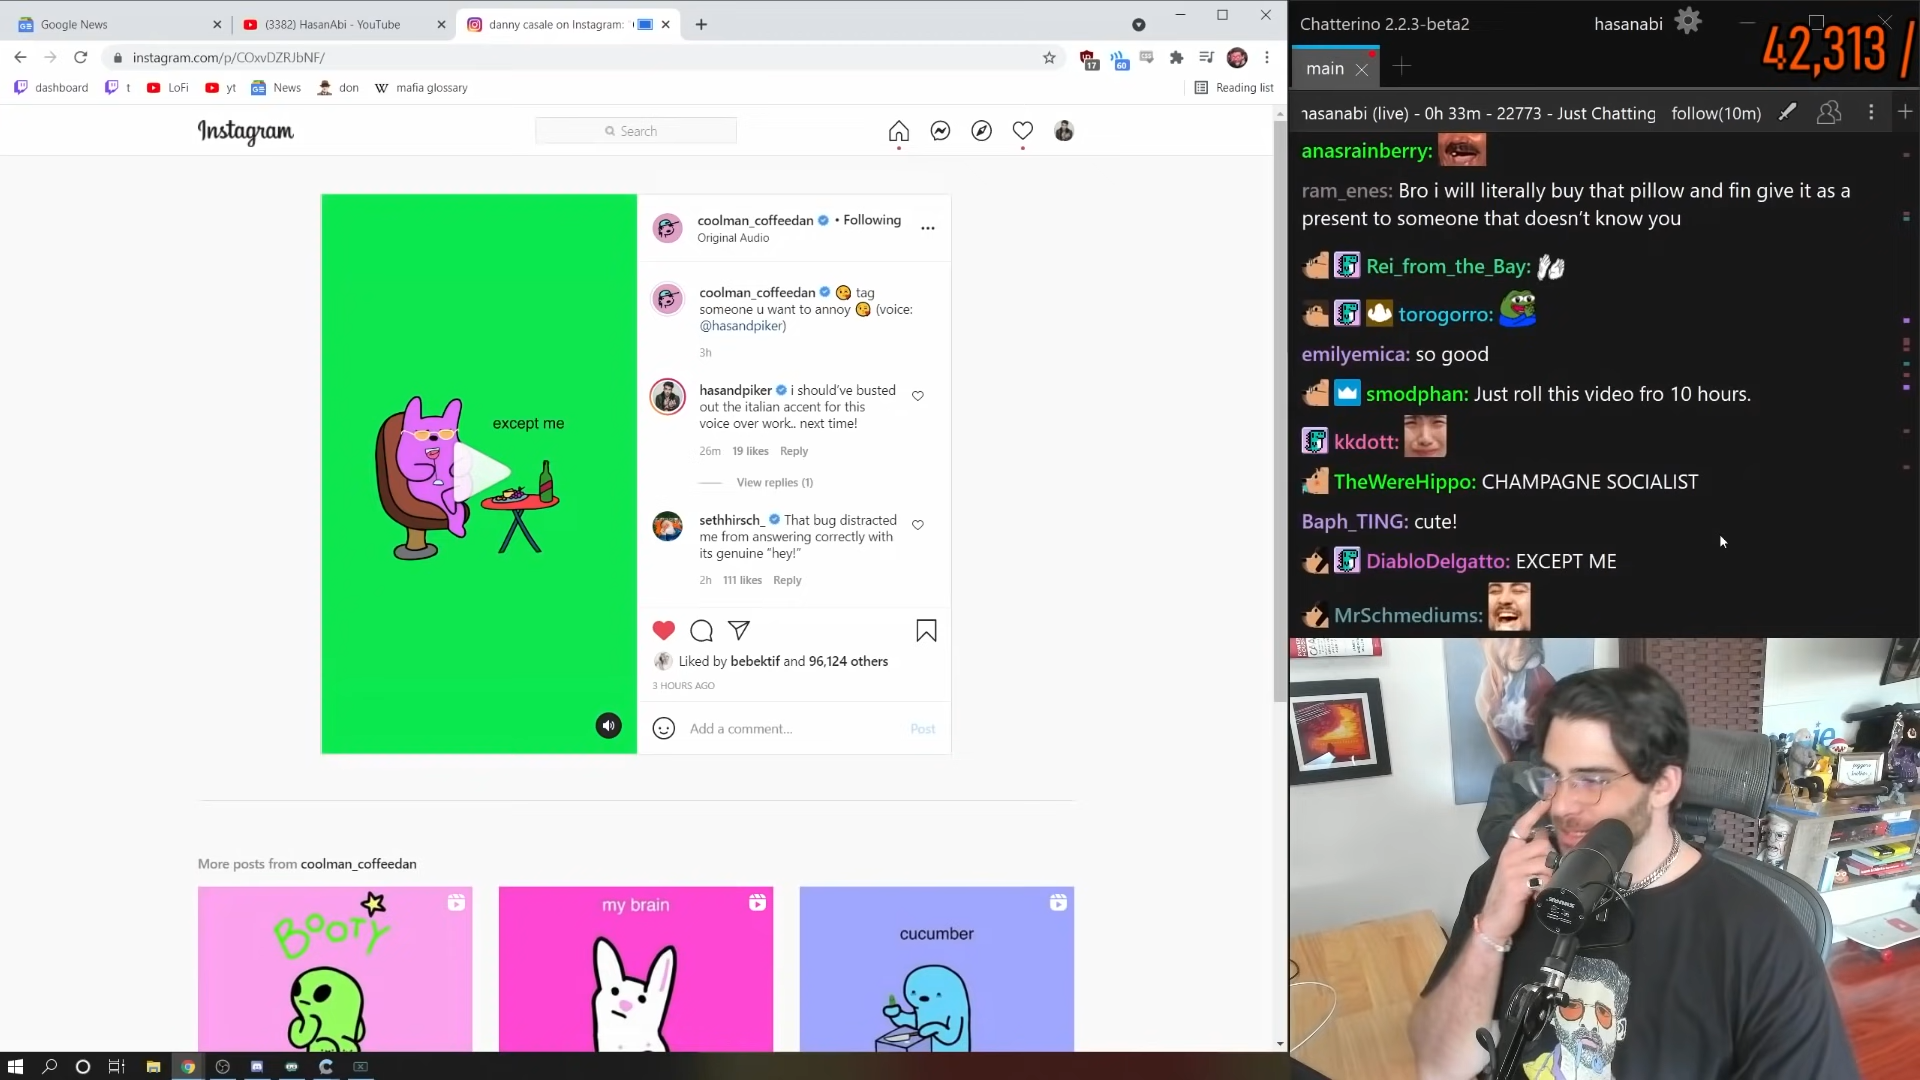 Google News
(3382) HasanAbi - YouTube
danny casale on Instagram:
instagram.com/p/COxvDZRJbNF/
17
60
dashboard
t
LoFi
yt
News
don
mafia glossary
Reading list
Instagram
Search
coolman_coffeedan • Following
Original Audio
coolman_coffeedan tag
someone u want to annoy (voice:
@hasandpiker)
3h
hasandpiker i should've busted
out the italian accent for this
voice over work.. next time!
26m 19 likes Reply
View replies (1)
sethhirsch_ That bug distracted
me from answering correctly with
its genuine “hey!”
2h 111 likes Reply
Liked by bebektif and 96,124 others
3 HOURS AGO
Add a comment...
Post
except me
More posts from coolman_coffeedan
BOOTY
my brain
cucumber
Chatterino 2.2.3-beta2
hasanabi
42,313 /
main
hasanabi (live) - 0h 33m - 22773 - Just Chatting
follow(10m)
anasrainberry:
ram_enes: Bro i will literally buy that pillow and fin give it as a
present to someone that doesn’t know you
Rei_from_the_Bay:
torogorro:
emilyemica: so good
smodphan: Just roll this video fro 10 hours.
kkdott:
TheWereHippo: CHAMPAGNE SOCIALIST
Baph_TING: cute!
DiabloDelgatto: EXCEPT ME
MrSchmediums: